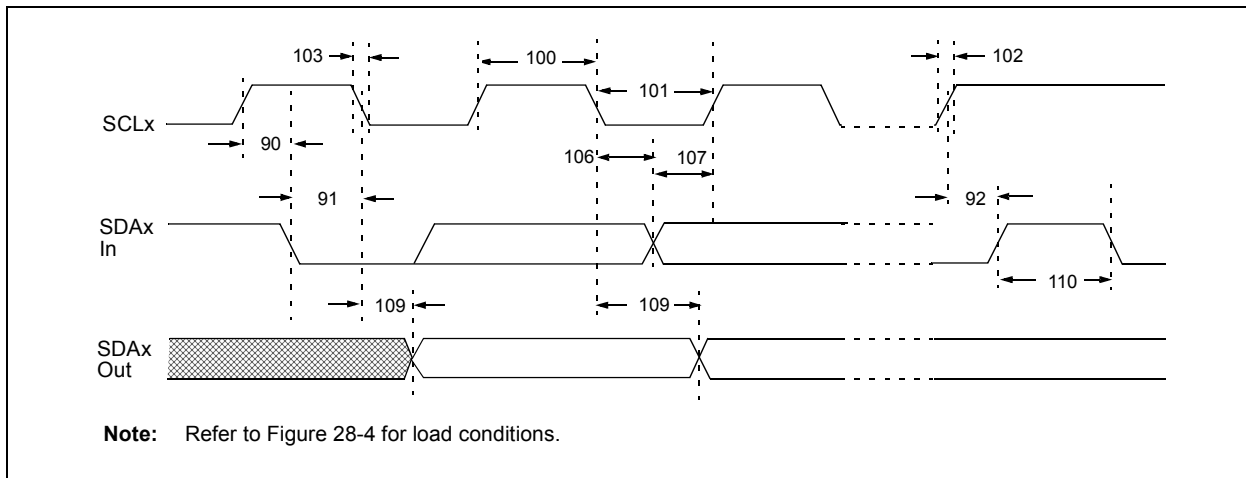 103
100
102
101
SCLx
90
106
107
91
92
SDAx
In
109
109
110
SDAx
Out
Note: Refer to Figure 28-4 for load conditions.